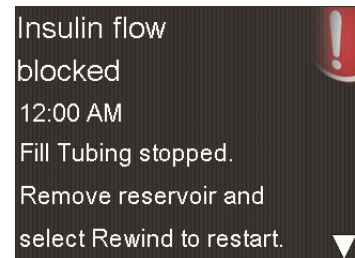 Insulin flow
blocked
12:00 AM
Fill Tubing stopped.
Remove reservoir and
select Rewind to restart.